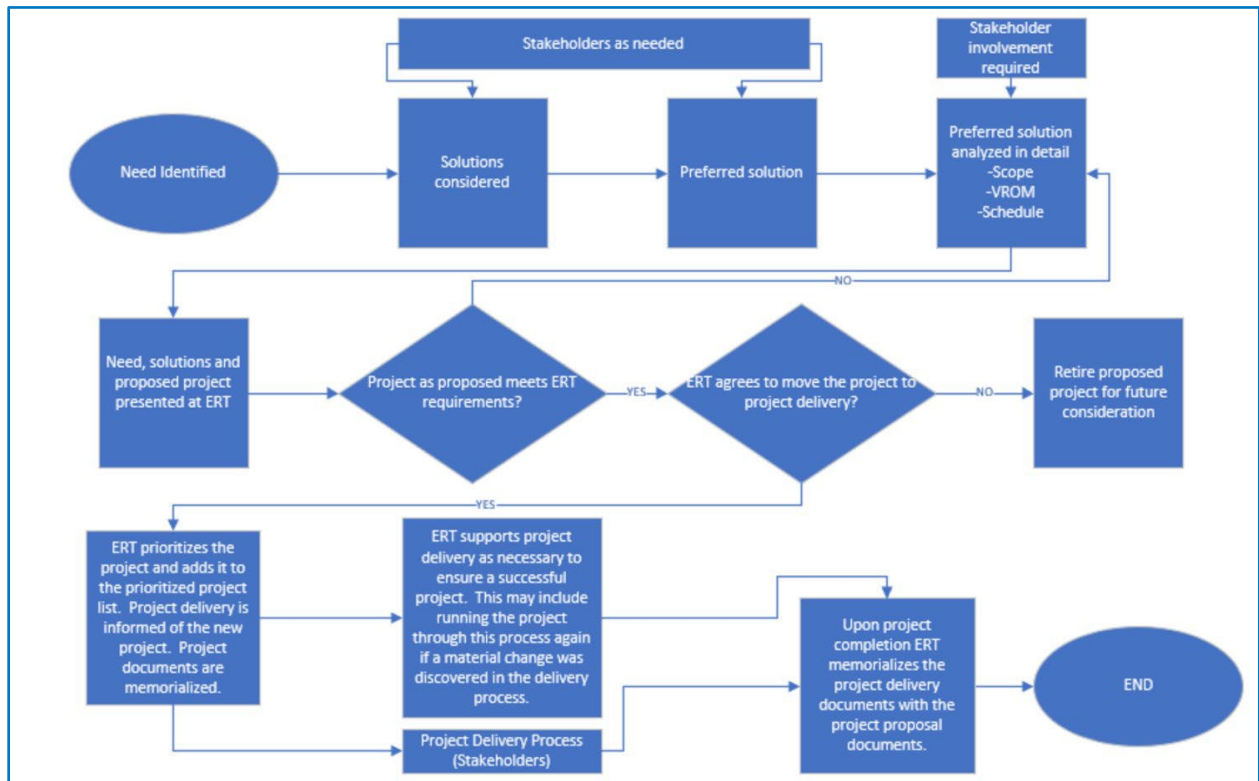 Stakeholders as needed
Stakeholder
involvement
required
Need Identified
Solutions
considered
Preferred solution
Preferred solution
analyzed in detail
-Scope
-VROM
-Schedule
NO
Need, solutions and
proposed project
presented at ERT
Project as proposed meets ERT
requirements?
YES
ERT agrees to move the project to
project delivery?
NO
Retire proposed
project for future
consideration
YES
ERT prioritizes the
project and adds it to
the prioritized project
list.  Project delivery is
informed of the new
project.  Project
documents are
memorialized.
ERT supports project
delivery as necessary to
ensure a successful
project.  This may include
running the project
through this process again
if a material change was
discovered in the delivery
process.
Project Delivery Process
(Stakeholders)
Upon project
completion ERT
memorializes the
project delivery
documents with the
project proposal
documents.
END